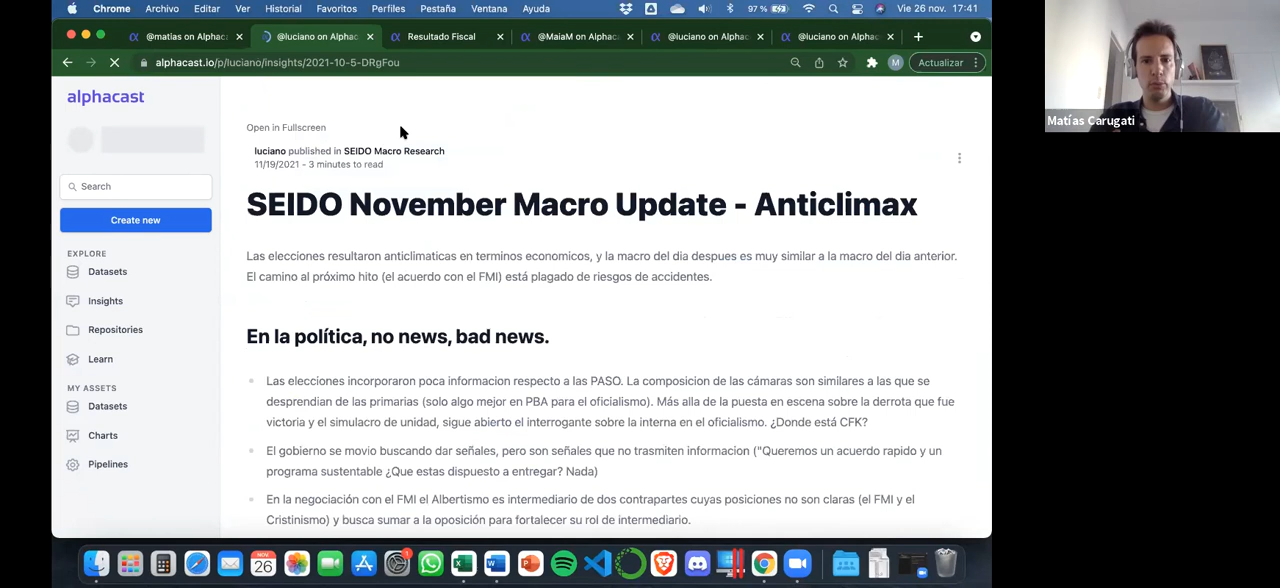 Chrome Archivo Editar Ver Historial Favoritos Perfiles Pestaña Ventana Ayuda 97 % Vie 26 nov. 17:41
@matias on Alphac @luciano on Alphac Resultado Fiscal @MaiaM on Alphac @luciano on Alphac @luciano on Alphac
alphacast.io/p/luciano/insights/2021-10-5-DRgFou M Actualizar
Matías Carugati
alphacast
Search
Create new
EXPLORE
Datasets
Insights
Repositories
Learn
MY ASSETS
Datasets
Charts
Pipelines
Open in Fullscreen
luciano published in SEIDO Macro Research
11/19/2021 - 3 minutes to read
SEIDO November Macro Update - Anticlimax
Las elecciones resultaron anticlimaticas en terminos economicos, y la macro del dia despues es muy similar a la macro del dia anterior.
El camino al próximo hito (el acuerdo con el FMI) está plagado de riesgos de accidentes.
En la política, no news, bad news.
Las elecciones incorporaron poca informacion respecto a las PASO. La composicion de las cámaras son similares a las que se
desprendian de las primarias (solo algo mejor en PBA para el oficialismo). Más alla de la puesta en escena sobre la derrota que fue
victoria y el simulacro de unidad, sigue abierto el interrogante sobre la interna en el oficialismo. ¿Donde está CFK?
El gobierno se movio buscando dar señales, pero son señales que no trasmiten informacion ("Queremos un acuerdo rapido y un
programa sustentable ¿Que estas dispuesto a entregar? Nada)
En la negociación con el FMI el Albertismo es intermediario de dos contrapartes cuyas posiciones no son claras (el FMI y el
Cristinismo) y busca sumar a la oposición para fortalecer su rol de intermediario.
NOV.
26
1